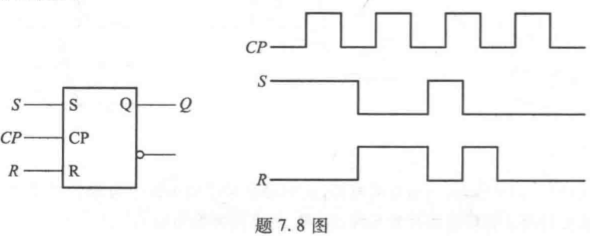 CP
S
R
S S Q Q
CP CP
R R
题 7.8 图